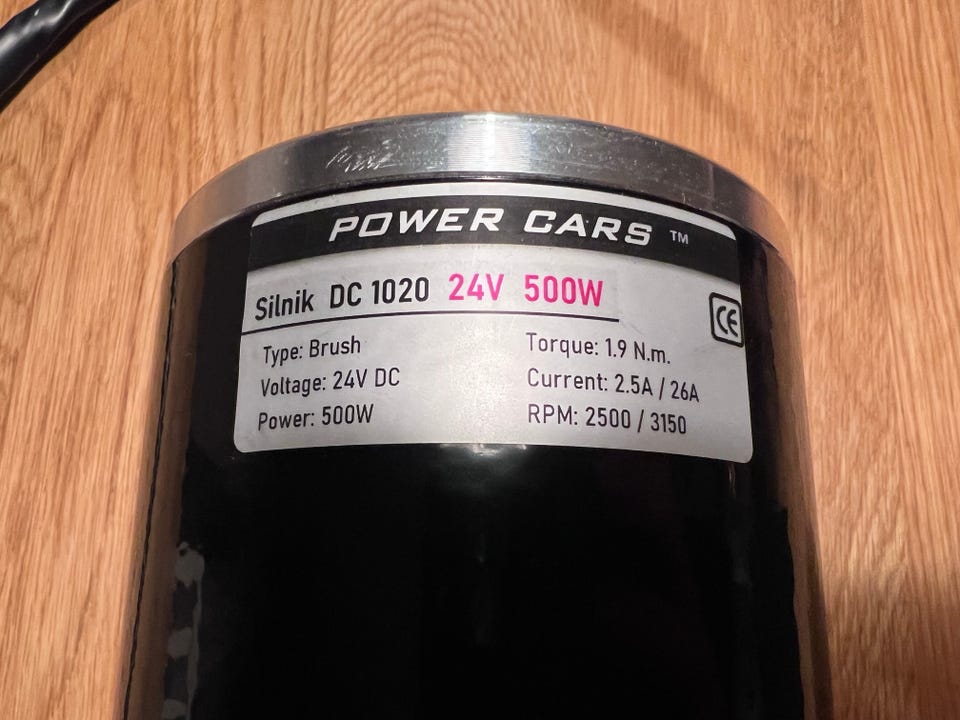 POWER CARS ™
Silnik DC 1020 24V 500W
CE
Type: Brush
Voltage: 24V DC
Power: 500W
Torque: 1.9 N.m.
Current: 2.5A / 26A
RPM: 2500 / 3150